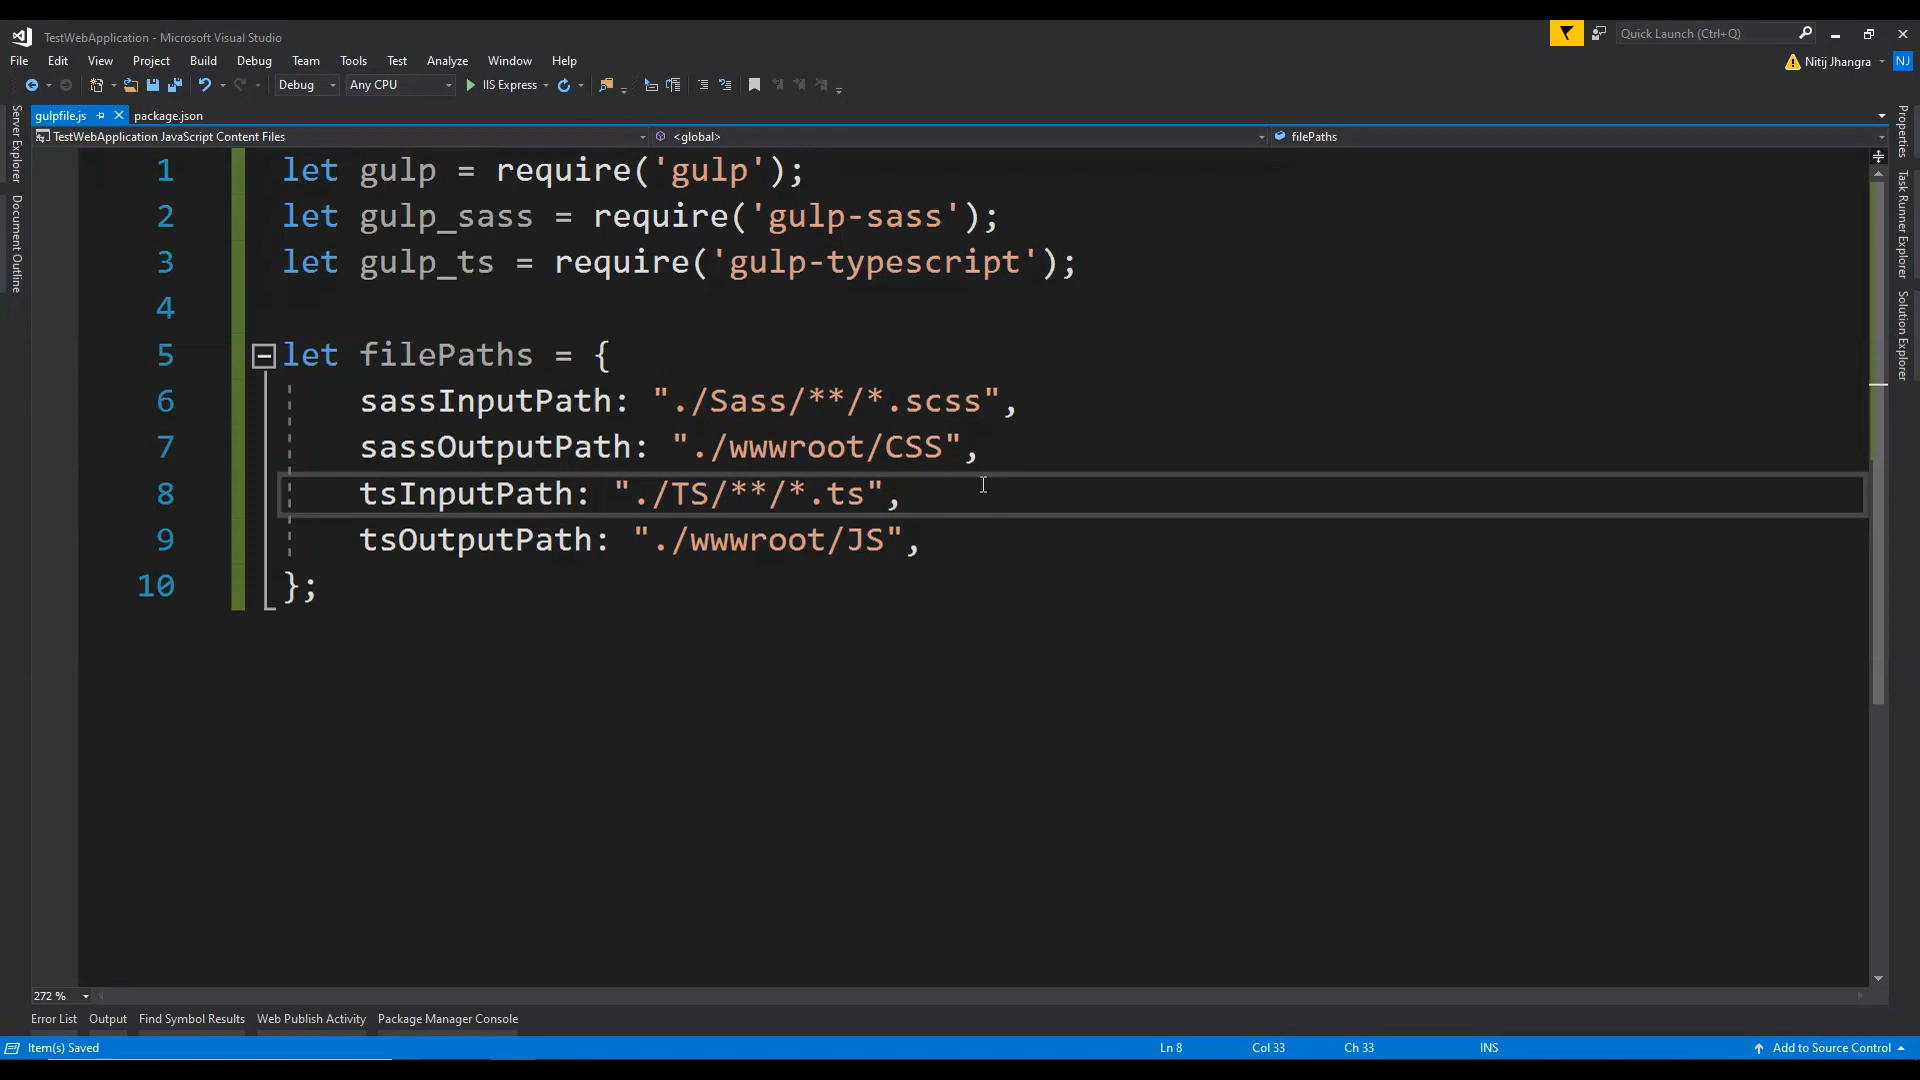 TestWebApplication - Microsoft Visual Studio
Quick Launch (Ctrl+Q)
File Edit View Project Build Debug Team Tools Test Analyze Window Help
Nitij Jhangra
NJ
Debug
Any CPU
IIS Express
gulpfile.js
package.json
TestWebApplication JavaScript Content Files
<global>
filePaths
Server Explorer
Document Outline
Properties
Task Runner Explorer
Solution Explorer
1 let gulp = require('gulp');
2 let gulp_sass = require('gulp-sass');
3 let gulp_ts = require('gulp-typescript');
4
5 let filePaths = {
6 sassInputPath: "./Sass/**/*.scss",
7 sassOutputPath: "./wwwroot/CSS",
8 tsInputPath: "./TS/**/*.ts",
9 tsOutputPath: "./wwwroot/JS",
10 };
272 %
Error List Output Find Symbol Results Web Publish Activity Package Manager Console
Item(s) Saved
Ln 8
Col 33
Ch 33
INS
Add to Source Control